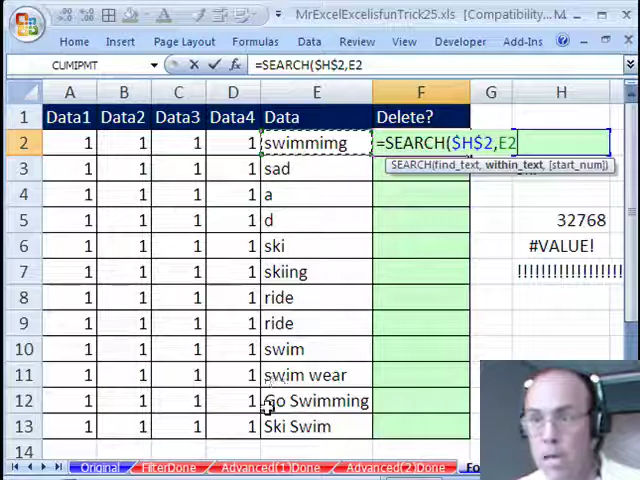 MrExcelExcelisfunTrick25.xls [Compatibility... M...
Home Insert Layout Formulas Data Review Developer Add-Ins
CUMIPMT =SEARCH($H$2,E2
A B C D E F G H
1 Data1 Data2 Data3 Data4 Data Delete?
2 1 1 1 1 swimmimg =SEARCH($H$2,E2
SEARCH(find_text, within_text, [start_num])
3 1 1 1 1 sad
4 1 1 1 1 a
5 1 1 1 1 d 32768
6 1 1 1 1 ski #VALUE!
7 1 1 1 1 skiing !!!!!!!!!!!!!!!!!!
8 1 1 1 1 ride
9 1 1 1 1 ride
10 1 1 1 1 swim
11 1 1 1 1 swim wear
12 1 1 1 1 Go Swimming
13 1 1 1 1 Ski Swim
14
Original FilterDone Advanced(1)Done Advanced(2)Done Fo